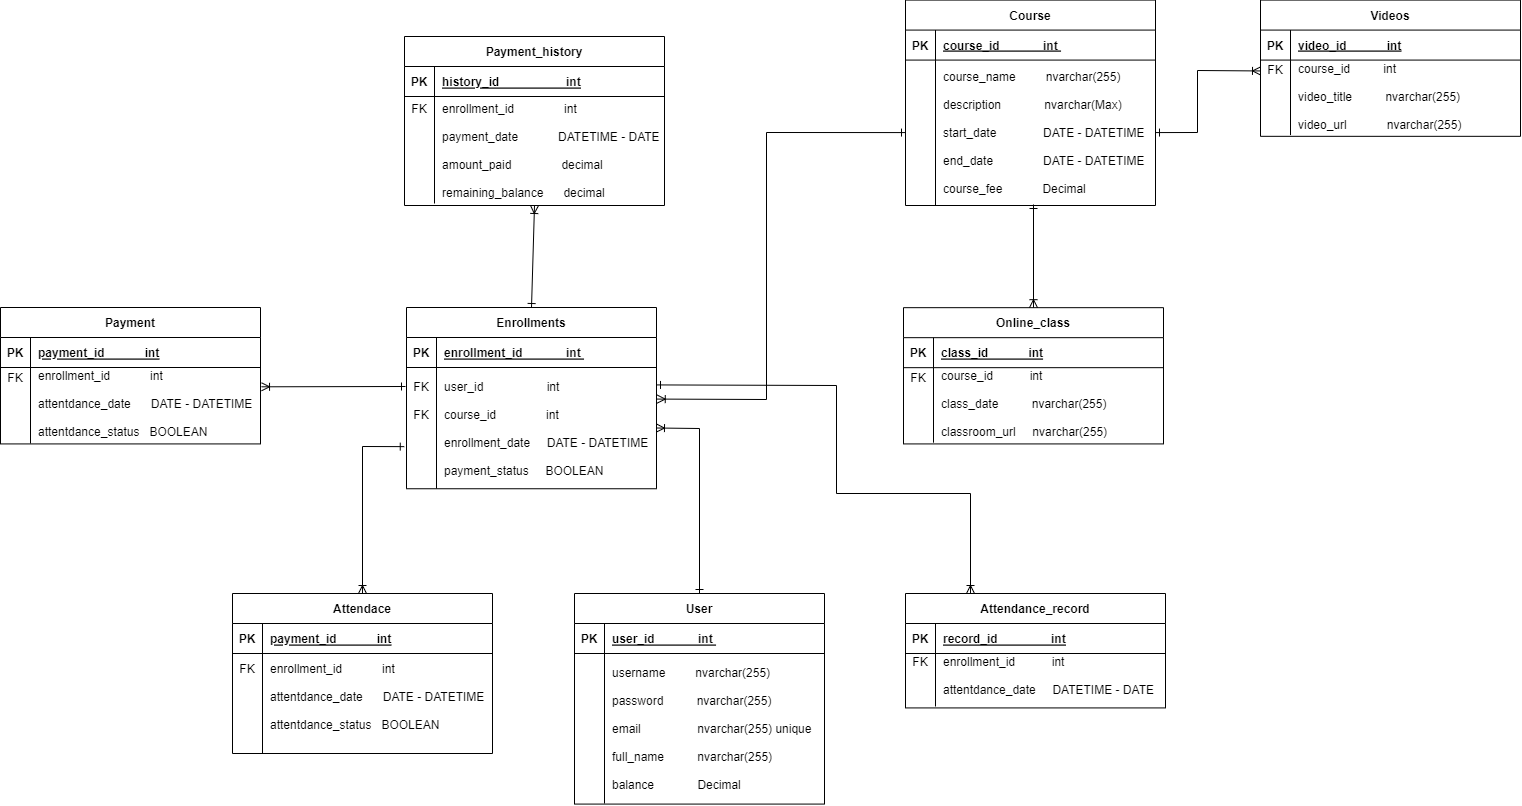 Payment_history
PK history_id int
FK enrollment_id int
payment_date DATETIME - DATE
amount_paid decimal
remaining_balance decimal
Course
PK course_id int
course_name nvarchar(255)
description nvarchar(Max)
start_date DATE - DATETIME
end_date DATE - DATETIME
course_fee Decimal
Videos
PK video_id int
FK course_id int
video_title nvarchar(255)
video_url nvarchar(255)
Payment
PK payment_id int
FK enrollment_id int
attentdance_date DATE - DATETIME
attentdance_status BOOLEAN
Enrollments
PK enrollment_id int
FK user_id int
FK course_id int
enrollment_date DATE - DATETIME
payment_status BOOLEAN
Online_class
PK class_id int
FK course_id int
class_date nvarchar(255)
classroom_url nvarchar(255)
Attendace
PK payment_id int
FK enrollment_id int
attentdance_date DATE - DATETIME
attentdance_status BOOLEAN
User
PK user_id int
username nvarchar(255)
password nvarchar(255)
email nvarchar(255) unique
full_name nvarchar(255)
balance Decimal
Attendance_record
PK record_id int
FK enrollment_id int
attentdance_date DATETIME - DATE